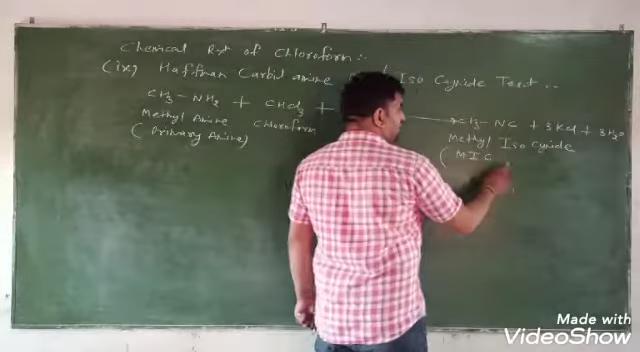 Chemical Rxt of Chloroform:-
(ix) Haffman Carbil amine / Iso Cynide Test..
CH3 - NH2 + CHCl3 + → CH3 - NC + 3KCl + 3H2O
Methyl Amine Chloroform Methyl Iso Cynide
(Primary Amine) (MIC
Made with
VideoShow